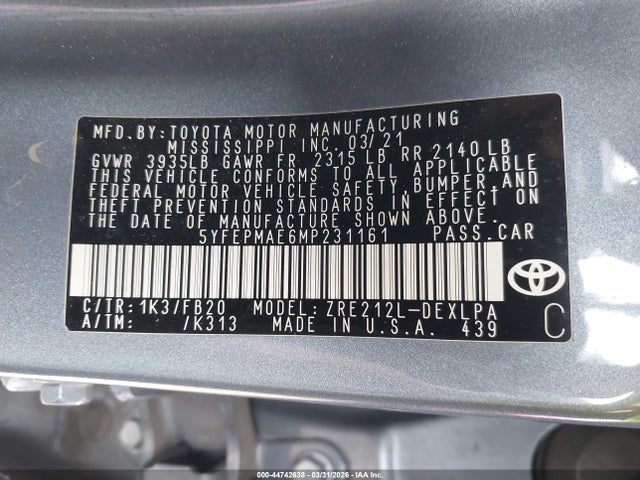 MFD.BY:TOYOTA MOTOR MANUFACTURING
MISSISSIPPI INC.03/21
GVWR 3935LB GAWR FR 2315 LB RR 2140 LB
THIS VEHICLE CONFORMS TO ALL APPLICABLE
FEDERAL MOTOR VEHICLE SAFETY,BUMPER,AND
THEFT PREVENTION STANDARDS IN EFFECT ON
THE DATE OF MANUFACTURE SHOWN ABOVE.
5YFEPMAE6MP231161 PASS.CAR
C/TR:1K3/FB20 MODEL:ZRE212L-DEXLPA
A/TM: /K313 MADE IN U.S.A. 439
C
000-44742638 - 03/31/2026 - IAAI.COM